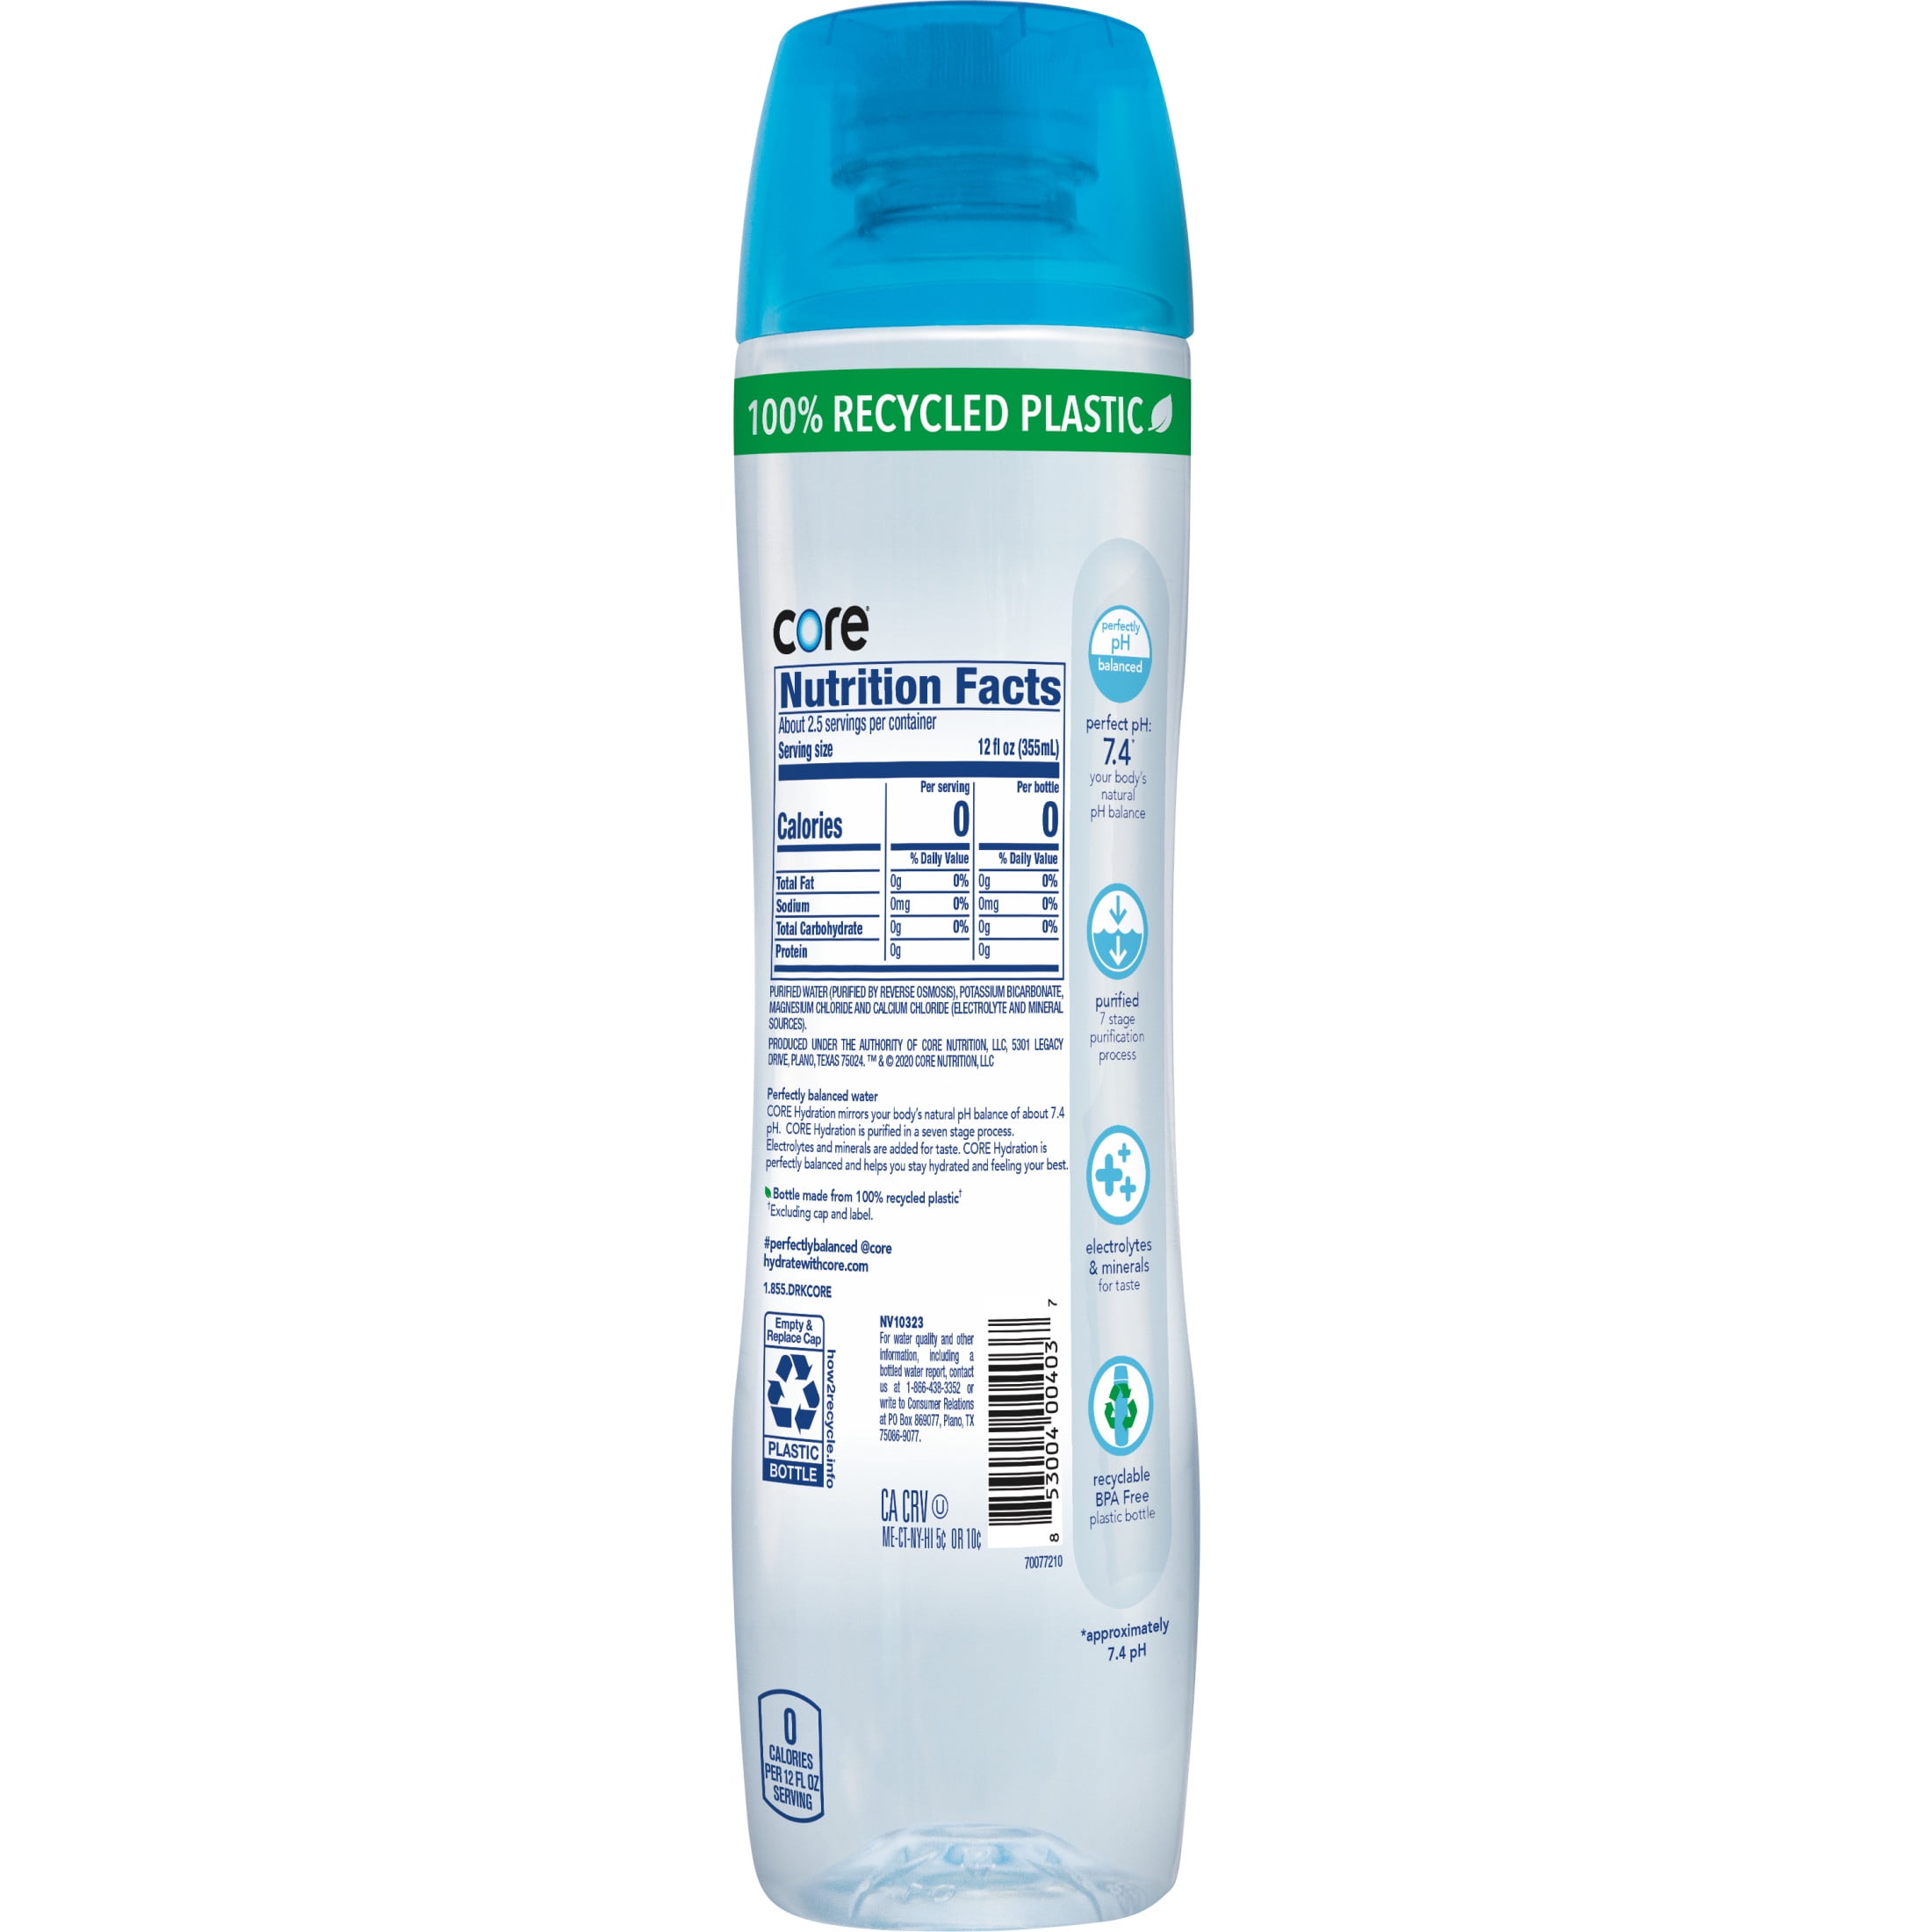 100% RECYCLED PLASTIC
core®
Nutrition Facts
About 2.5 servings per container
Serving size 12 fl oz (355mL)
Per serving Per bottle
Calories 0 0
% Daily Value % Daily Value
Total Fat 0g 0% 0g 0%
Sodium 0mg 0% 0mg 0%
Total Carbohydrate 0g 0% 0g 0%
Protein 0g 0g
PURIFIED WATER (PURIFIED BY REVERSE OSMOSIS), POTASSIUM BICARBONATE,
MAGNESIUM CHLORIDE AND CALCIUM CHLORIDE (ELECTROLYTE AND MINERAL
SOURCES).
PRODUCED UNDER THE AUTHORITY OF CORE NUTRITION, LLC, 5301 LEGACY
DRIVE, PLANO, TEXAS 75024. ™ & © 2020 CORE NUTRITION, LLC
Perfectly balanced water
CORE Hydration mirrors your body's natural pH balance of about 7.4
pH. CORE Hydration is purified in a seven stage process.
Electrolytes and minerals are added for taste. CORE Hydration is
perfectly balanced and helps you stay hydrated and feeling your best.
Bottle made from 100% recycled plastic†
†Excluding cap and label.
#perfectlybalanced @core
hydratewithcore.com
1.855.DRKCORE
Empty &
Replace Cap
PLASTIC
BOTTLE
how2recycle.info
NV10323
For water quality and other
information, including a
bottled water report, contact
us at 1-866-438-3352 or
write to Consumer Relations
at PO Box 869077, Plano, TX
75086-9077.
CA CRV U
ME-CT-NY-HI 5¢ OR 10¢
8 53004 00403 7
70077210
perfectly
pH
balanced
perfect pH:
7.4*
your body's
natural
pH balance
purified
7 stage
purification
process
electrolytes
& minerals
for taste
recyclable
BPA Free
plastic bottle
*approximately
7.4 pH
0
CALORIES
PER 12 FL OZ
SERVING